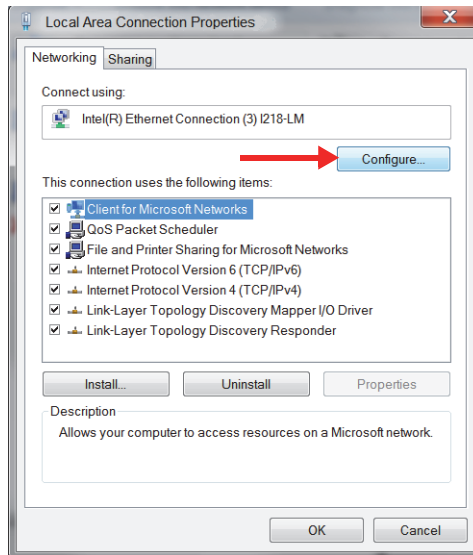 Local Area Connection Properties
Networking
Sharing
Connect using:
Intel(R) Ethernet Connection (3) I218-LM
Configure...
This connection uses the following items:
Client for Microsoft Networks
QoS Packet Scheduler
File and Printer Sharing for Microsoft Networks
Internet Protocol Version 6 (TCP/IPv6)
Internet Protocol Version 4 (TCP/IPv4)
Link-Layer Topology Discovery Mapper I/O Driver
Link-Layer Topology Discovery Responder
Install...
Uninstall
Properties
Description
Allows your computer to access resources on a Microsoft network.
OK
Cancel